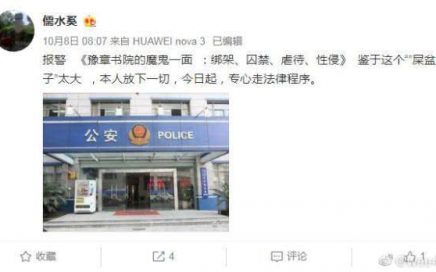 儒水奚
10月8日 08:07 来自 HUAWEI nova 3 已编辑
报警 《豫章书院的魔鬼一面 ：绑架、囚禁、虐待、性侵》 鉴于这个“”屎盆
子”太大 ，本人放下一切，今日起，专心走法律程序。
公安 POLICE
收藏 4 评论 1